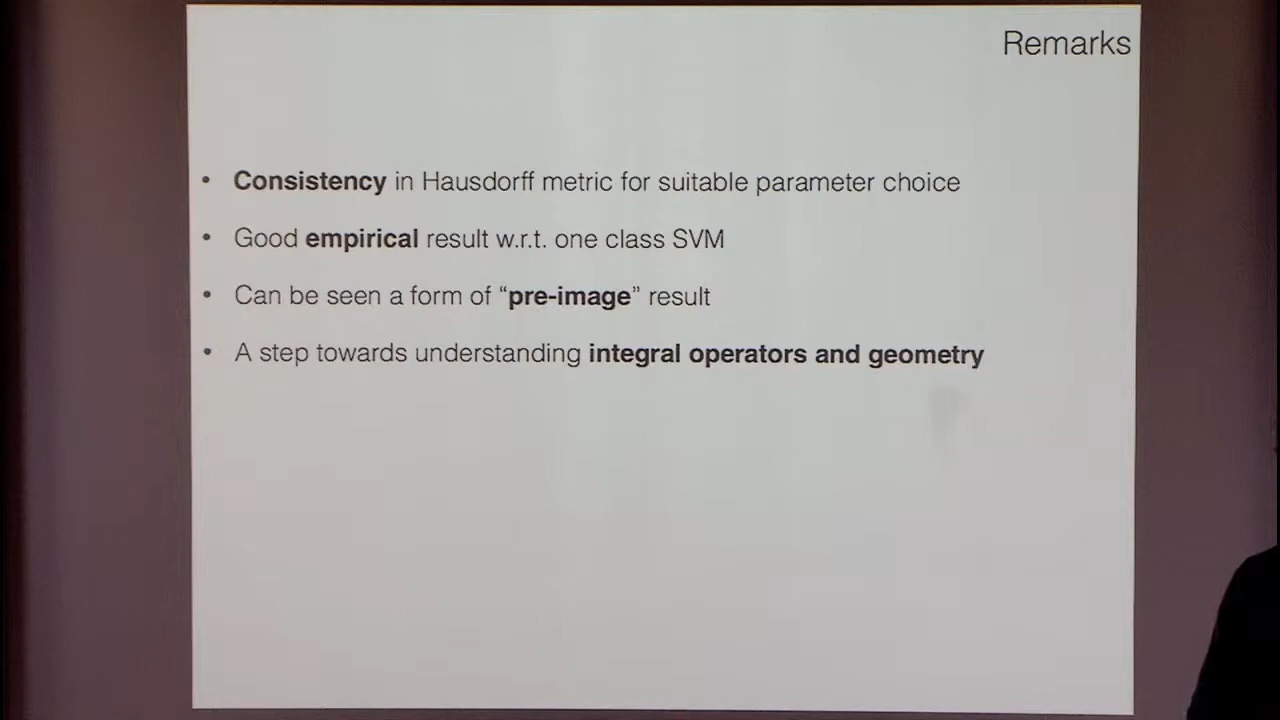 Remarks
• Consistency in Hausdorff metric for suitable parameter choice
• Good empirical result w.r.t. one class SVM
• Can be seen a form of “pre-image” result
• A step towards understanding integral operators and geometry